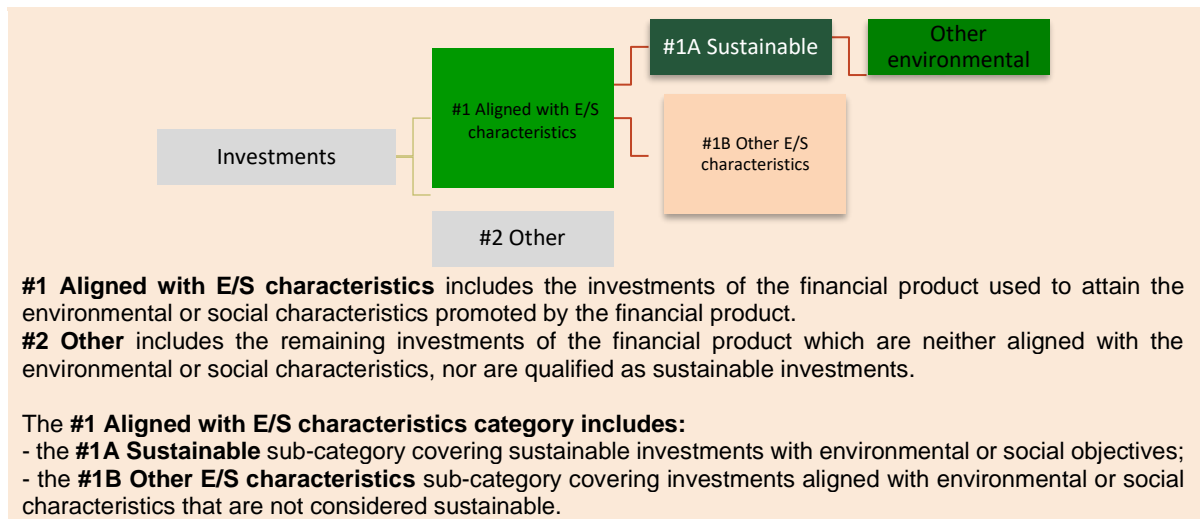 Other
environmental
#1A Sustainable
#1 Aligned with E/S
characteristics
#1B Other E/S
characteristics
Investments
#2 Other
#1 Aligned with E/S characteristics includes the investments of the financial product used to attain the
environmental or social characteristics promoted by the financial product.
#2 Other includes the remaining investments of the financial product which are neither aligned with the
environmental or social characteristics, nor are qualified as sustainable investments.
The #1 Aligned with E/S characteristics category includes:
- the #1A Sustainable sub-category covering sustainable investments with environmental or social objectives;
- the #1B Other E/S characteristics sub-category covering investments aligned with environmental or social
characteristics that are not considered sustainable.